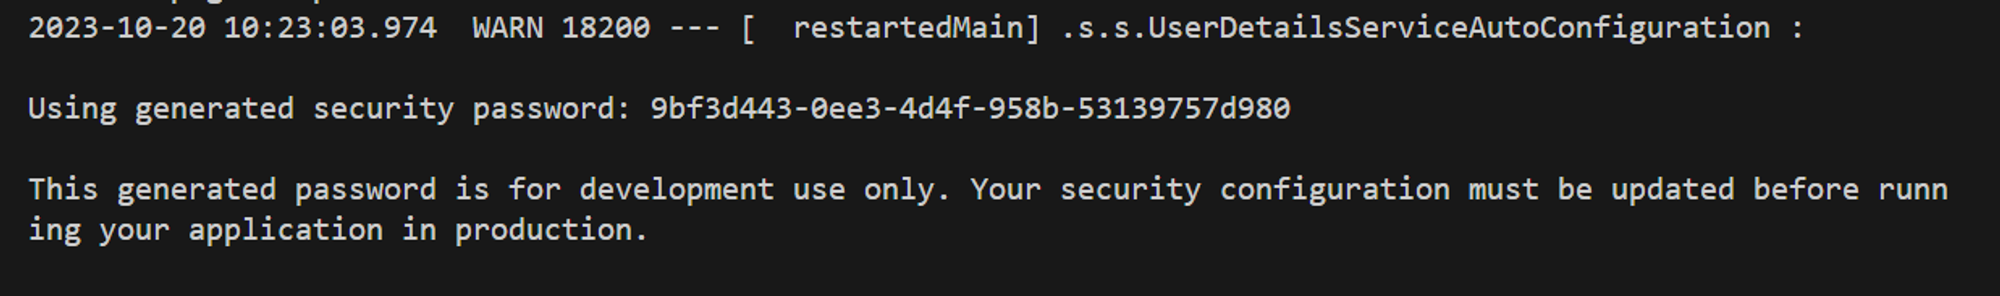 2023-10-20 10:23:03.974  WARN 18200 --- [  restartedMain] .s.s.UserDetailsServiceAutoConfiguration :
Using generated security password: 9bf3d443-0ee3-4d4f-958b-53139757d980
This generated password is for development use only. Your security configuration must be updated before runn
ing your application in production.